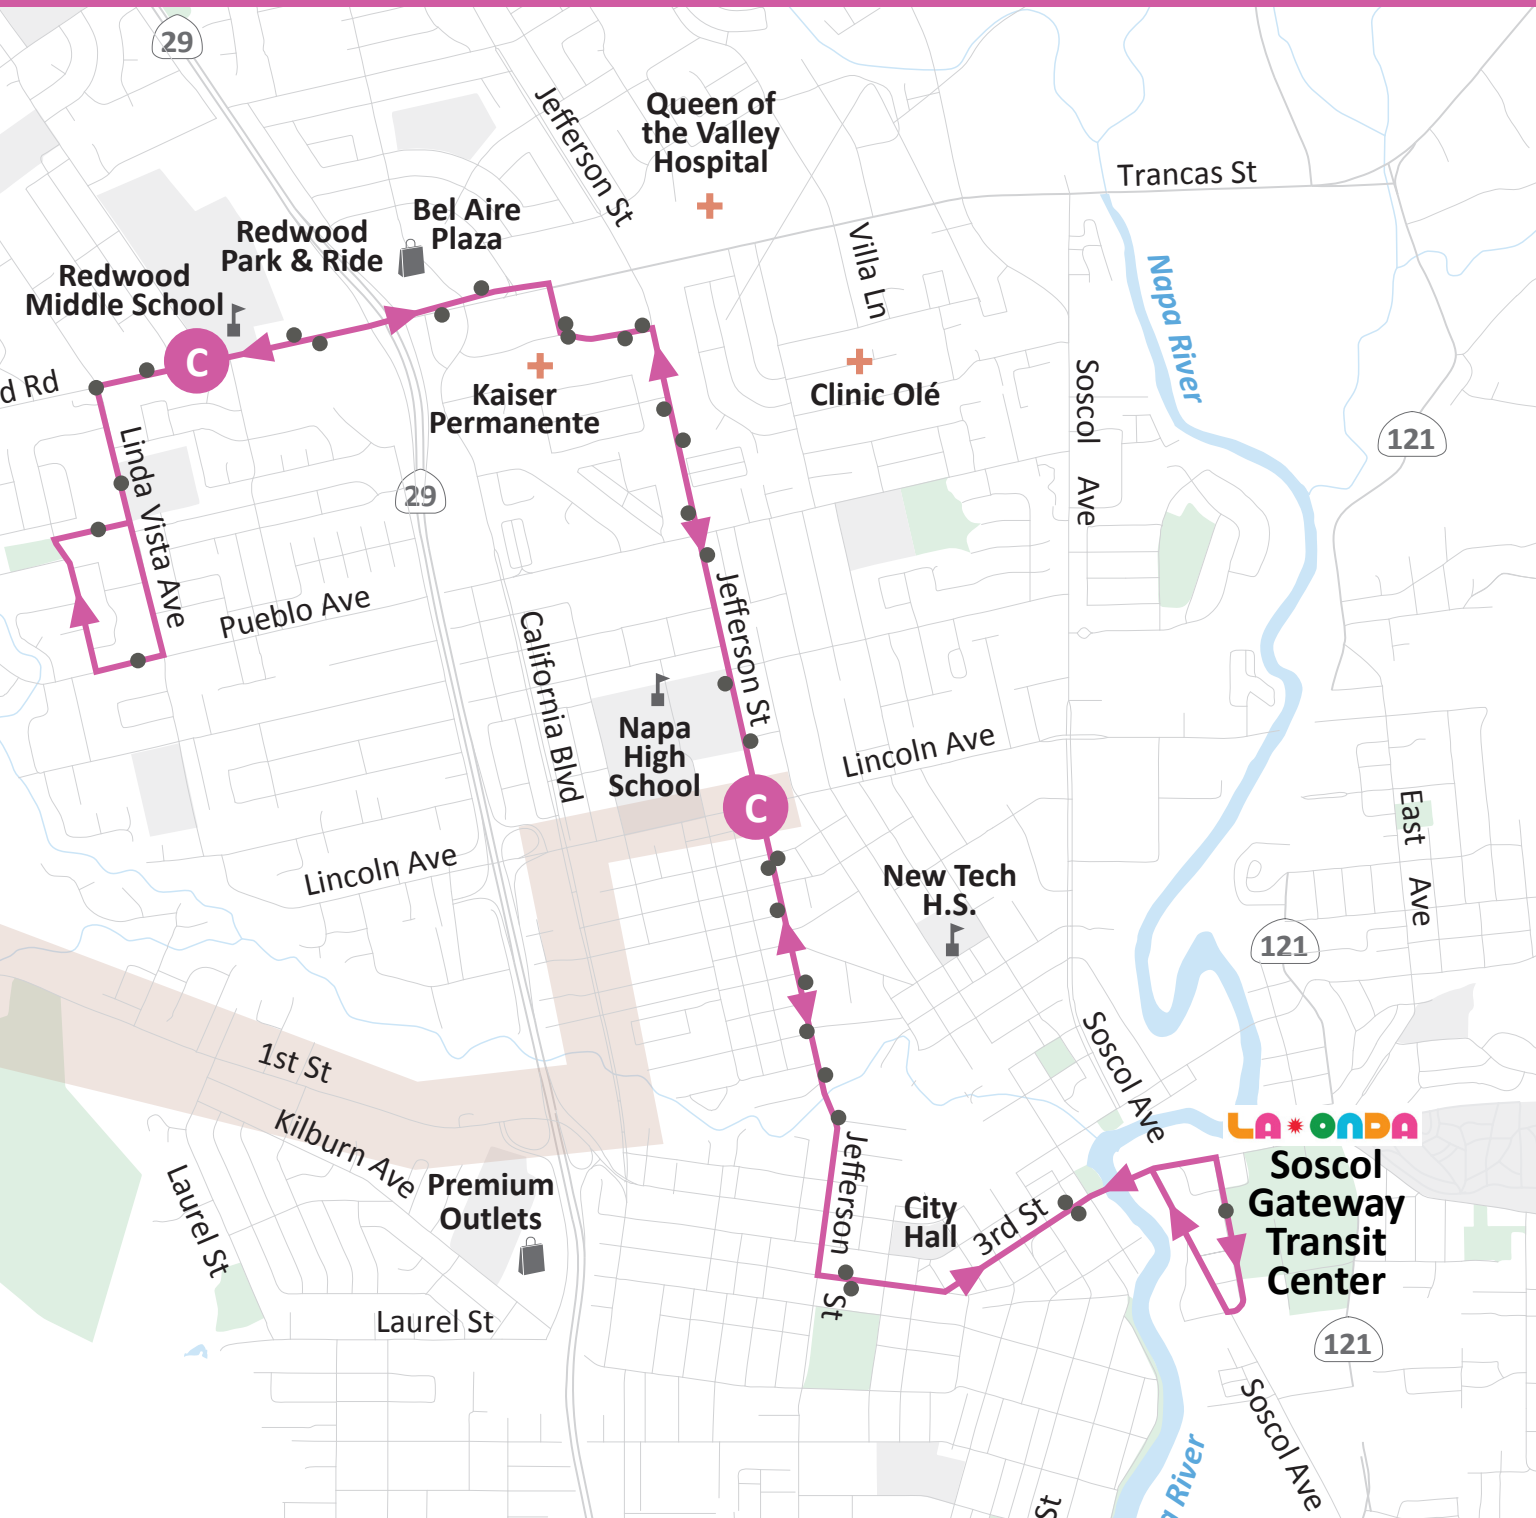 29
Jefferson St
Queen of
the Valley
Hospital
Trancas St
Bel Aire
Plaza
Redwood
Park & Ride
Redwood
Middle School
Villa Ln
Napa River
C
d Rd
Kaiser
Permanente
Clinic Olé
Soscol Ave
121
Linda Vista Ave
29
Pueblo Ave
California Blvd
Jefferson St
Napa
High
School
Lincoln Ave
C
East Ave
Lincoln Ave
New Tech
H.S.
121
1st St
Soscol Ave
Kilburn Ave
LA ONDA
Laurel St
Premium
Outlets
Jefferson St
City
Hall
3rd St
Soscol
Gateway
Transit
Center
Laurel St
121
Soscol Ave
a River
St